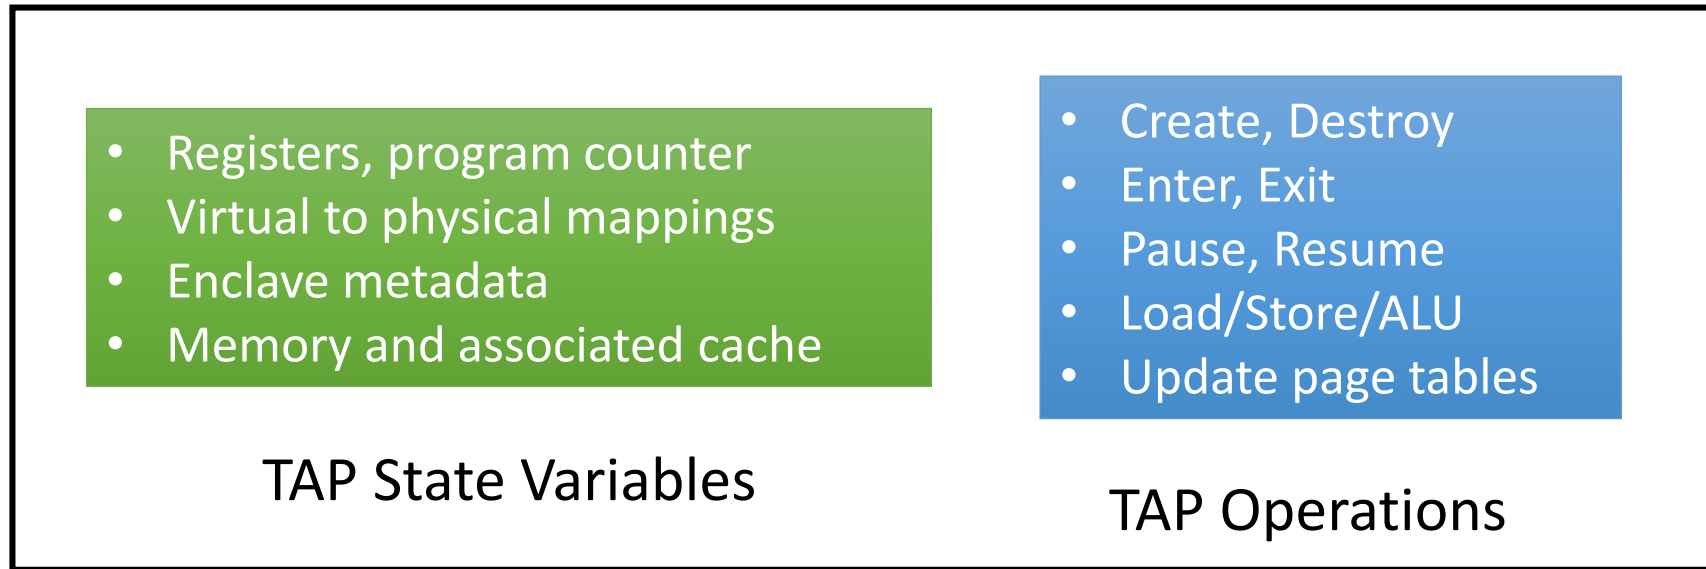 • Registers, program counter
• Virtual to physical mappings
• Enclave metadata
• Memory and associated cache
TAP State Variables
• Create, Destroy
• Enter, Exit
• Pause, Resume
• Load/Store/ALU
• Update page tables
TAP Operations